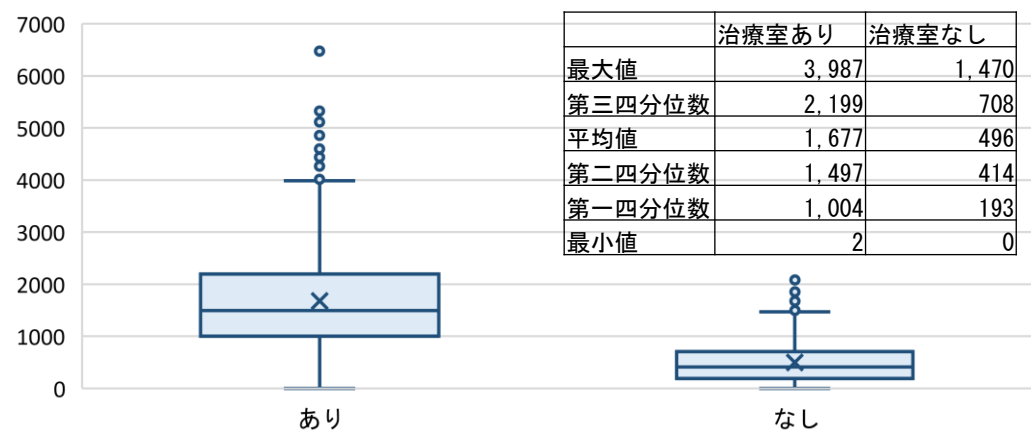 7000
6000
5000
4000
3000
2000
1000
0
あり
なし
治療室あり 治療室なし
最大値 3,987 1,470
第三四分位数 2,199 708
平均値 1,677 496
第二四分位数 1,497 414
第一四分位数 1,004 193
最小値 2 0